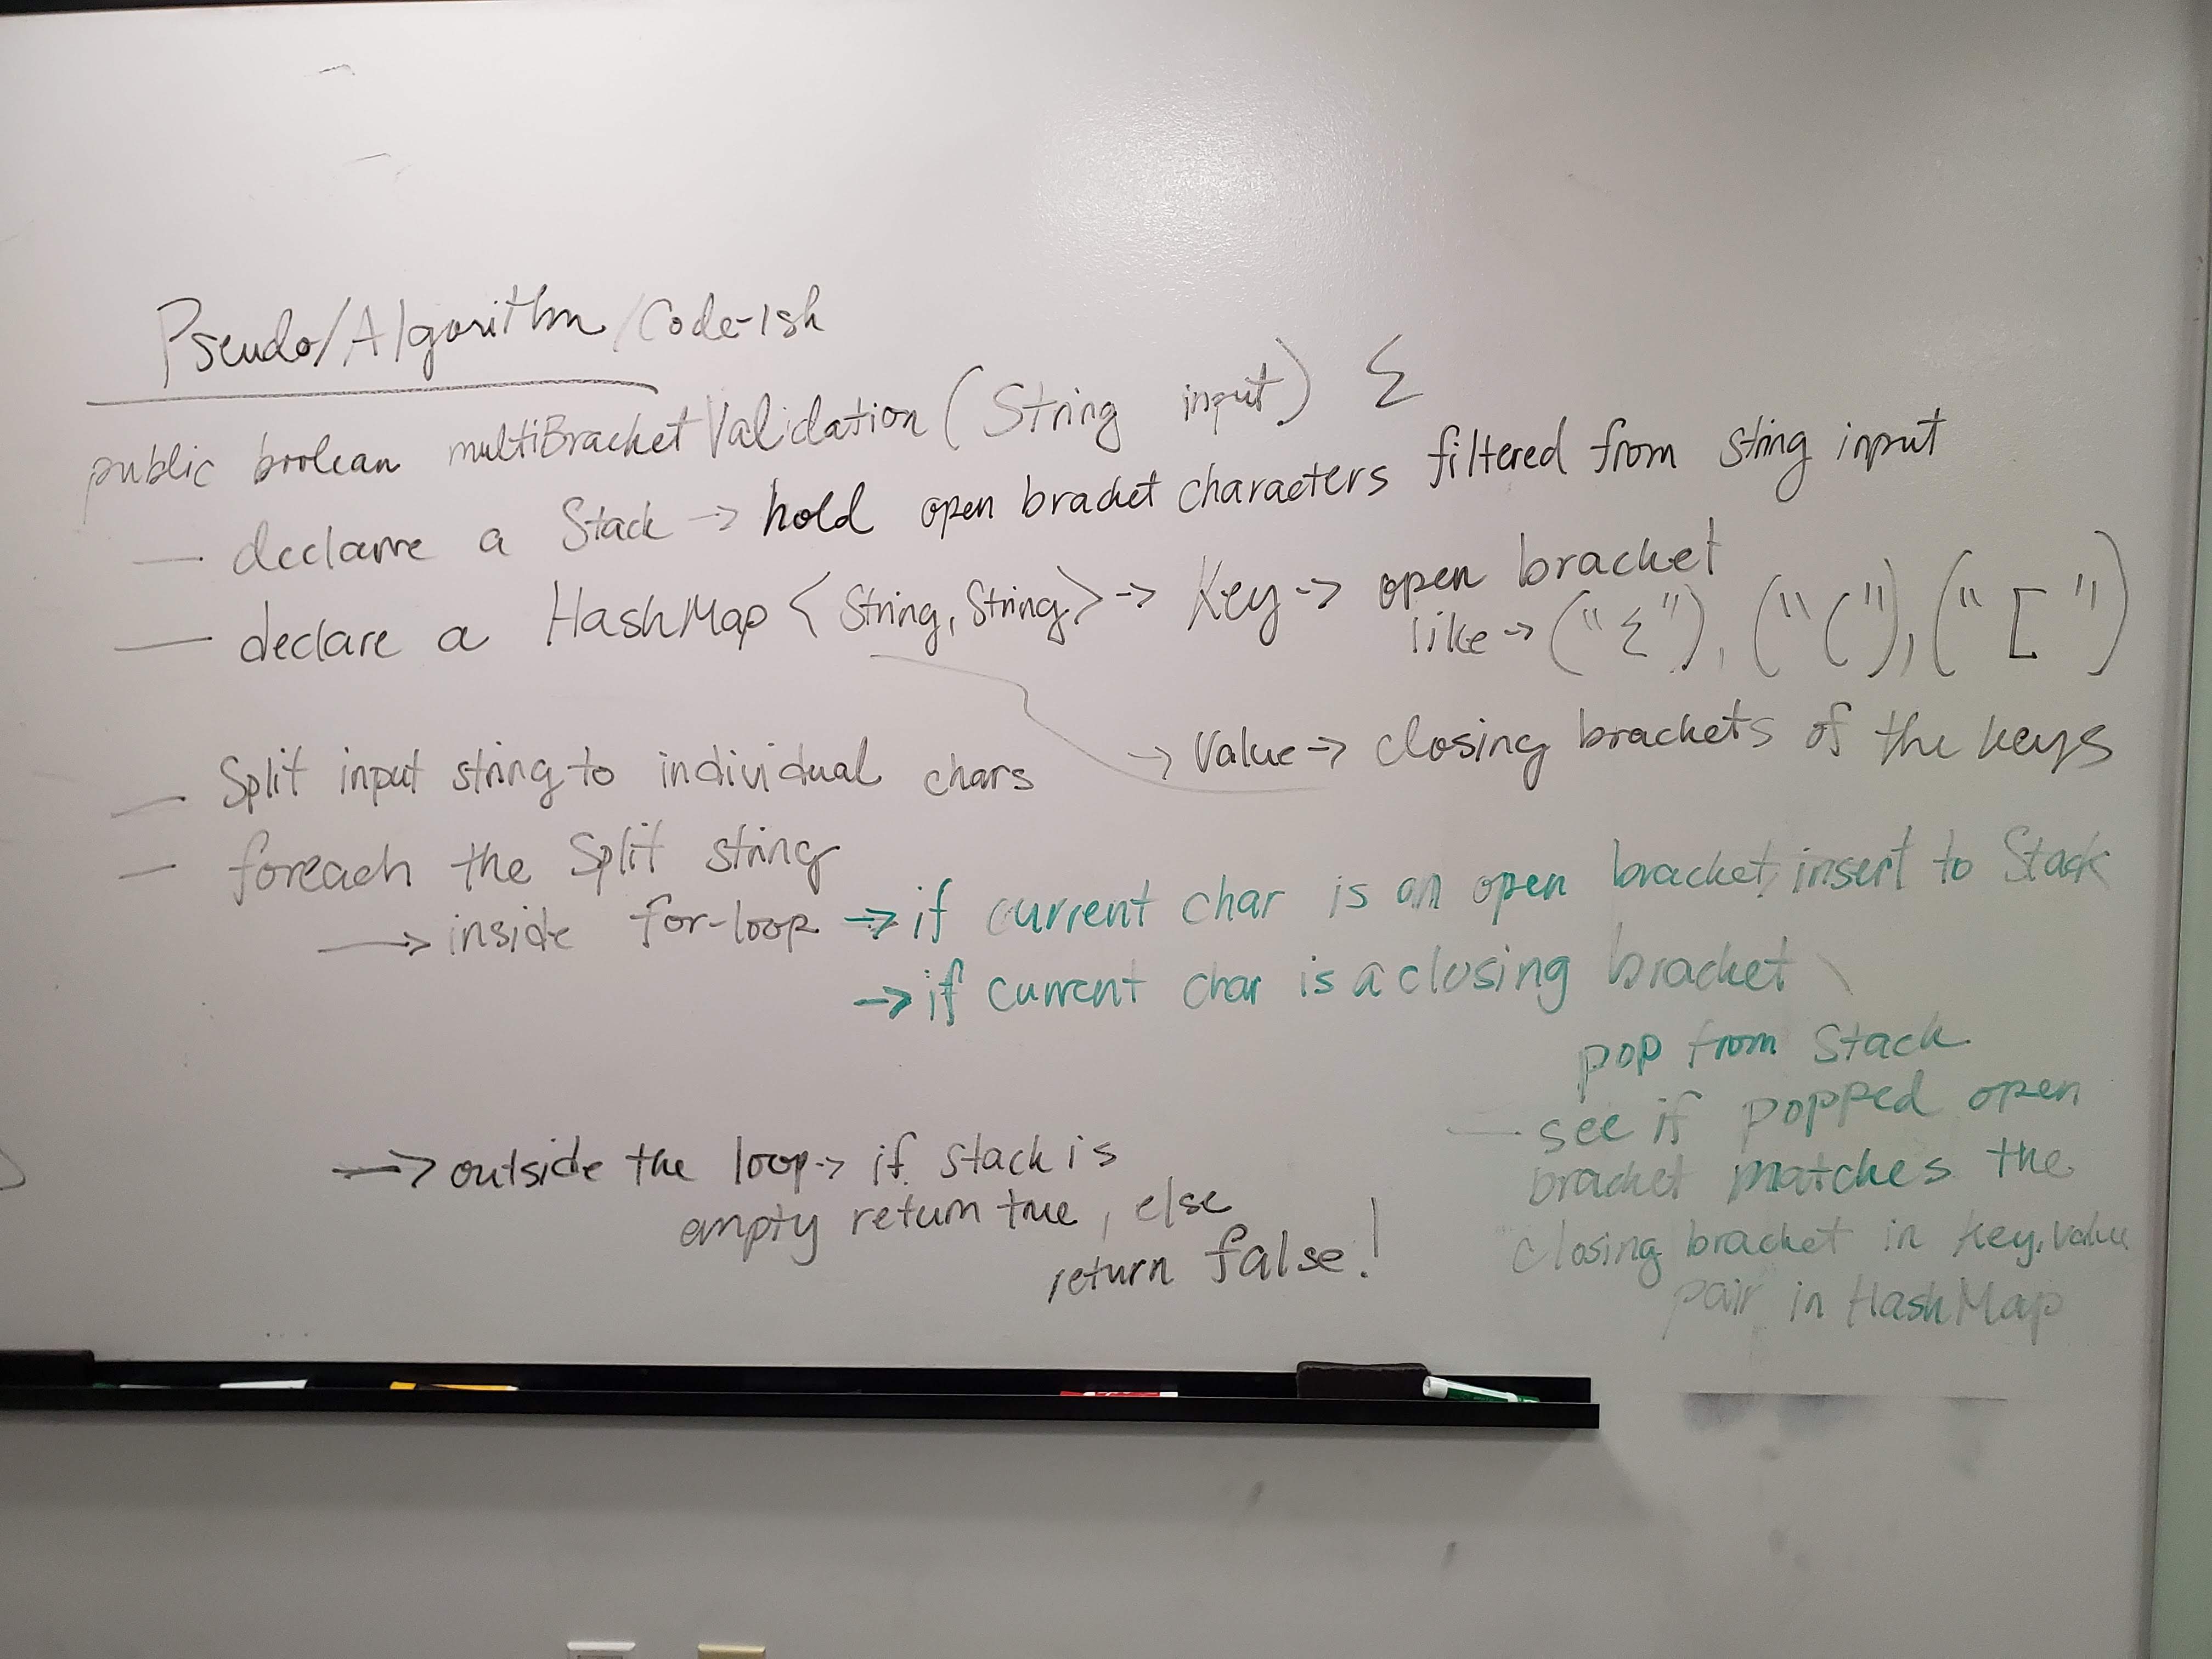 Pseudo/Algorithm/Code-Ish
public boolean multiBracketValidation (String input) {
— declare a Stack -> hold open bracket characters filtered from string input
— declare a HashMap < String, String> -> Key -> open bracket
like -> ("{"), ("("), ("[")
-> Value -> closing brackets of the keys
— Split input string to individual chars
— foreach the split string
-> inside for-loop -> if current char is an open bracket, insert to Stack
-> if current char is a closing bracket
pop from Stack
— see if popped open
bracket matches the
closing bracket in key, value
pair in HashMap
-> outside the loop -> if stack is
empty return true, else
return false!